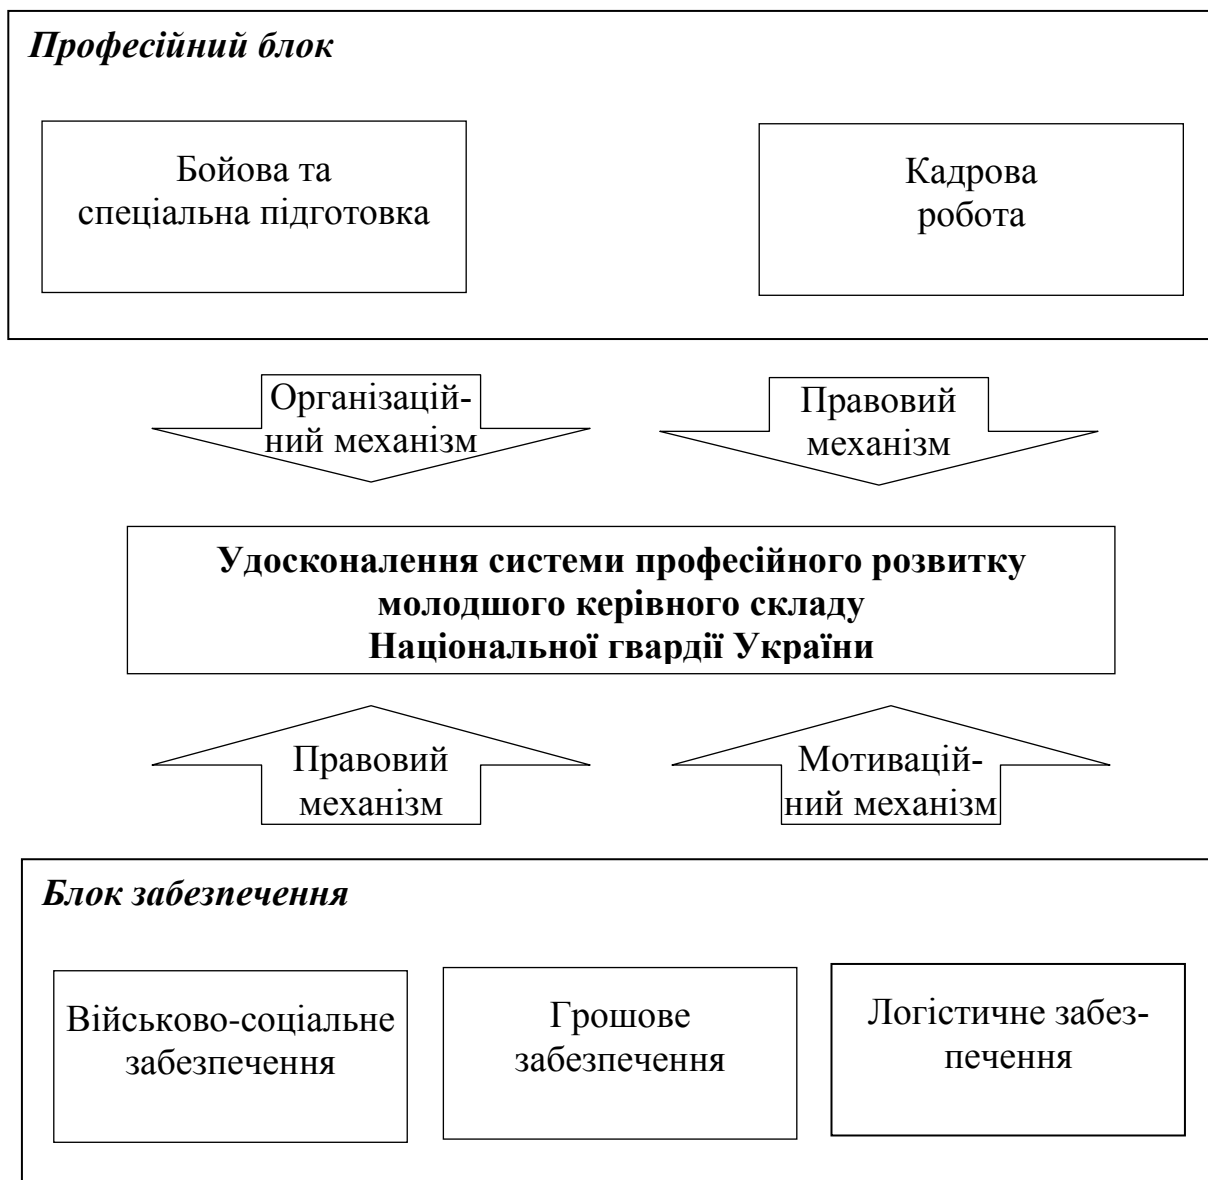 Професійний блок
Бойова та
спеціальна підготовка
Кадрова
робота
Організацій-
ний механізм
Правовий
механізм
Удосконалення системи професійного розвитку
молодшого керівного складу
Національної гвардії України
Правовий
механізм
Мотивацій-
ний механізм
Блок забезпечення
Військово-соціальне
забезпечення
Грошове
забезпечення
Логістичне забез-
печення